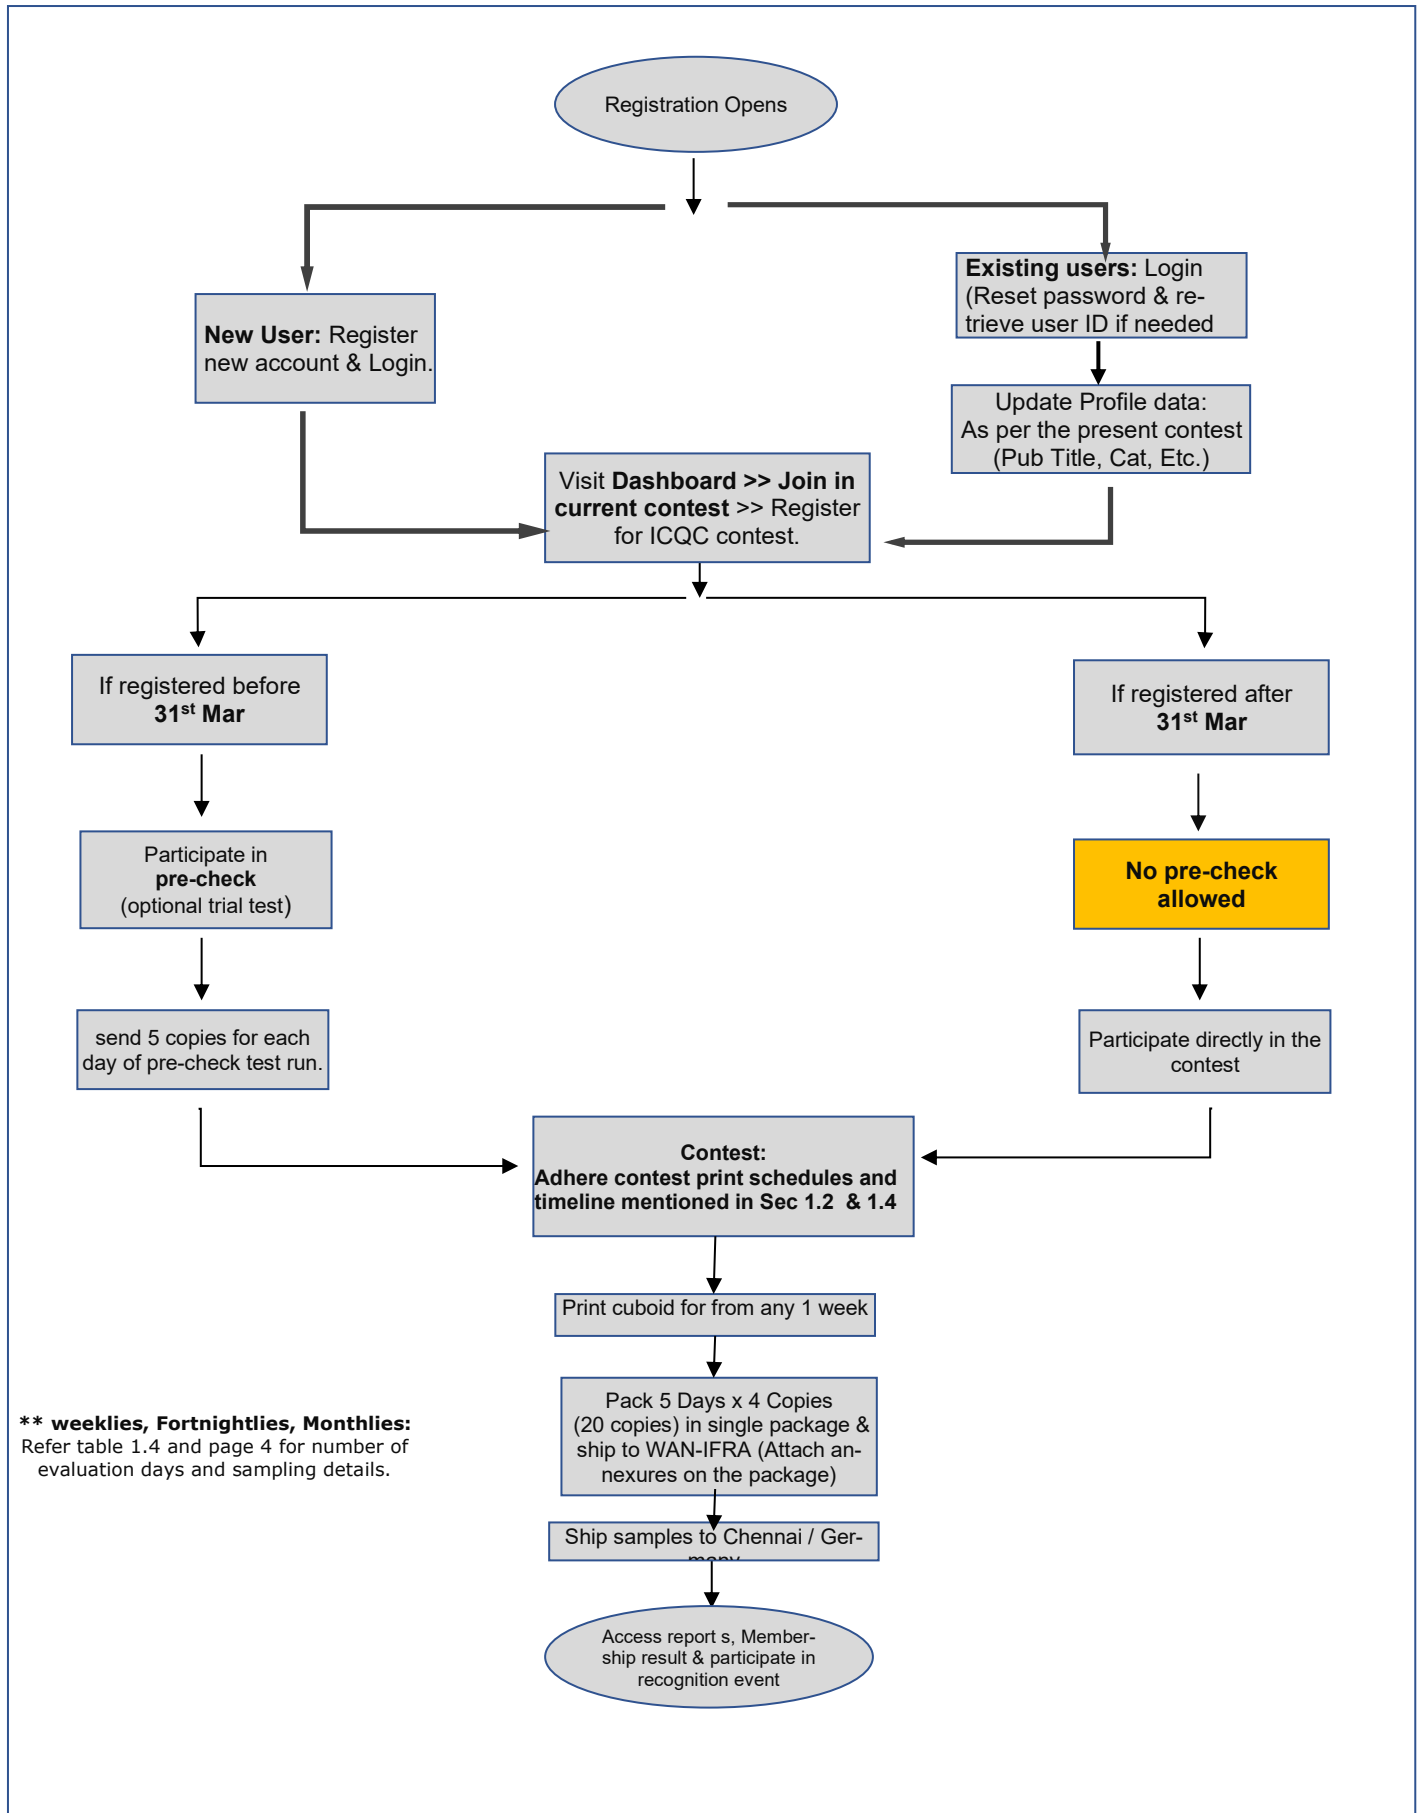 Registration Opens
New User: Register
new account & Login.
Existing users: Login
(Reset password & re-
trieve user ID if needed
Update Profile data:
As per the present contest
(Pub Title, Cat, Etc.)
Visit Dashboard >> Join in
current contest >> Register
for ICQC contest.
If registered before
31st Mar
If registered after
31st Mar
Participate in
pre-check
(optional trial test)
No pre-check
allowed
send 5 copies for each
day of pre-check test run.
Participate directly in the
contest
Contest:
Adhere contest print schedules and
timeline mentioned in Sec 1.2 & 1.4
Print cuboid for from any 1 week
Pack 5 Days x 4 Copies
(20 copies) in single package &
ship to WAN-IFRA (Attach an-
nexures on the package)
** weeklies, Fortnightlies, Monthlies:
Refer table 1.4 and page 4 for number of
evaluation days and sampling details.
Ship samples to Chennai / Ger-
many
Access report s, Member-
ship result & participate in
recognition event